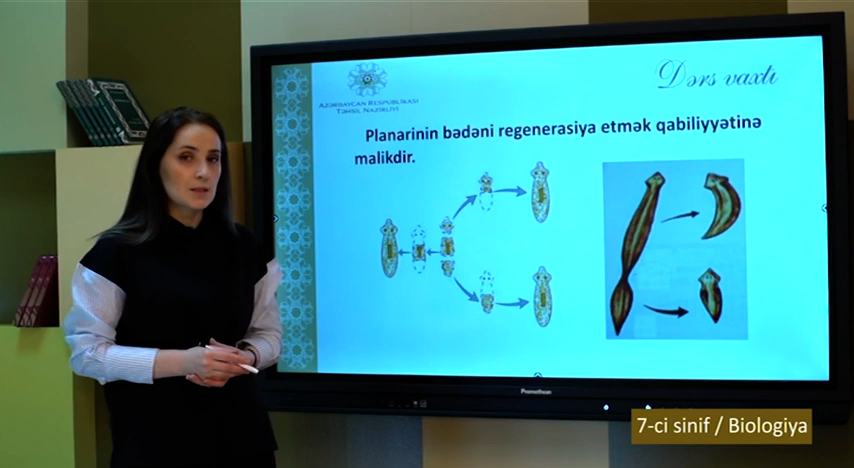 Dərs vaxtı
AZƏRBAYCAN RESPUBLİKASI
TƏHSİL NAZİRLİYİ
Planarinin bədəni regenerasiya etmək qabiliyyətinə
malikdir.
Promethean
7-ci sinif / Biologiya